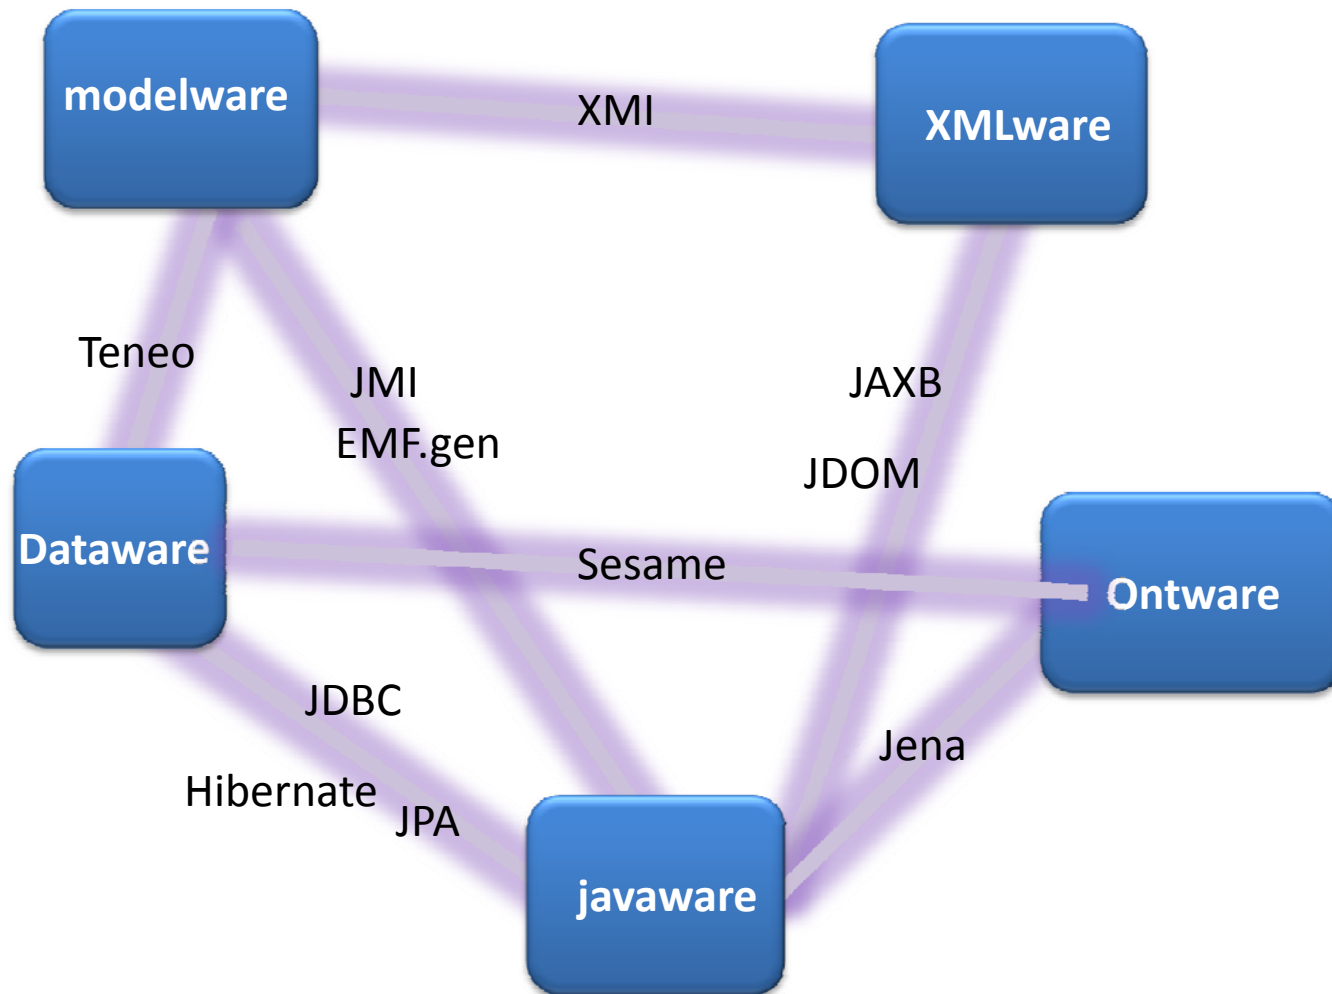 modelware
XMI
XMLware
Teneo
JMI
EMF.gen
JAXB
JDOM
Dataware
Sesame
Ontware
JDBC
Hibernate
JPA
Jena
javaware